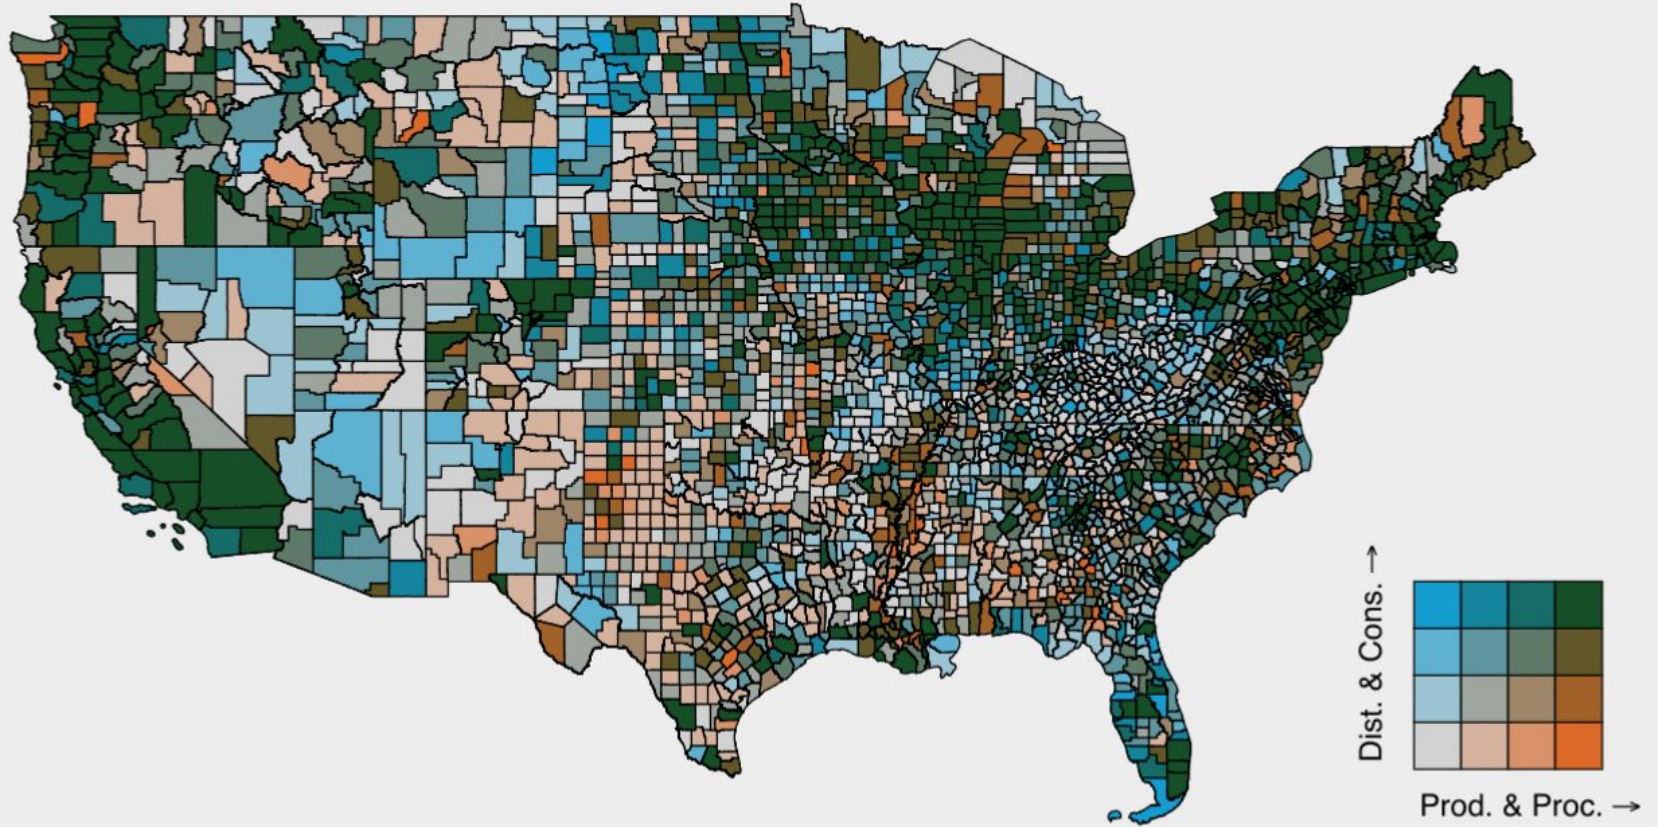 Dist. & Cons. →
Prod. & Proc. →